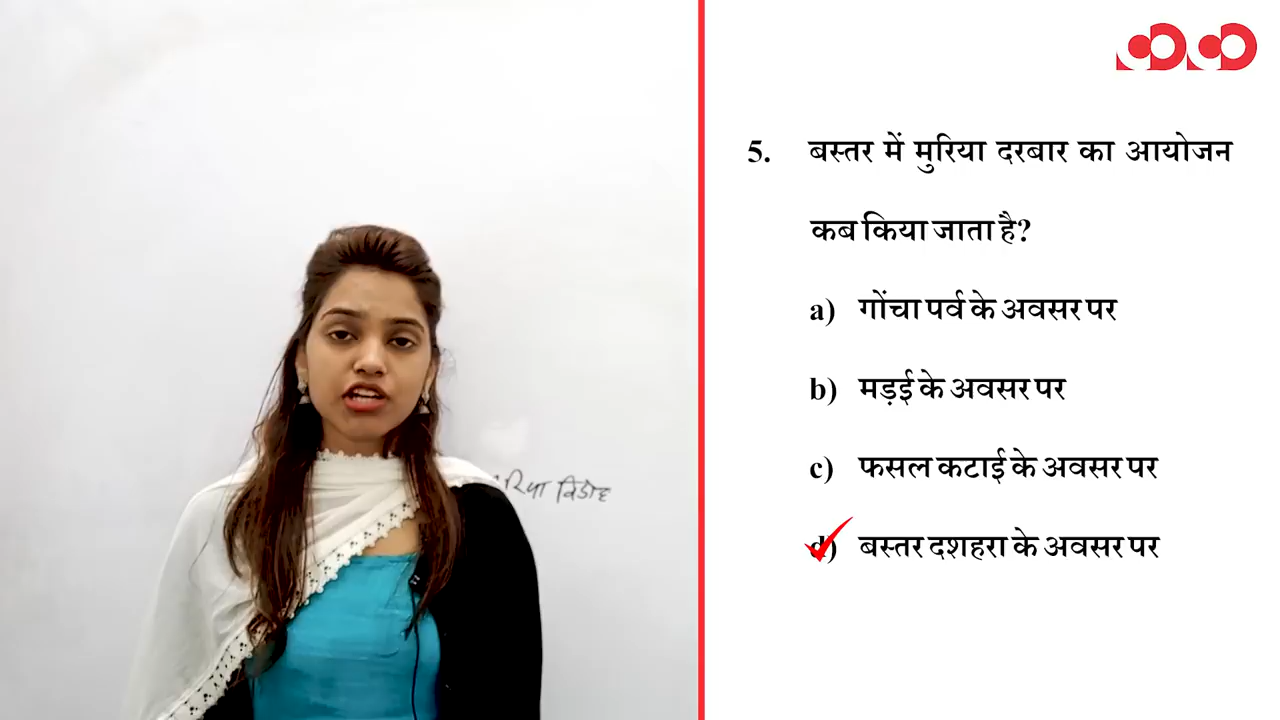 5. बस्तर में मुरिया दरबार का आयोजन
कब किया जाता है?
a) गोंचा पर्व के अवसर पर
b) मड़ई के अवसर पर
c) फसल कटाई के अवसर पर
d) बस्तर दशहरा के अवसर पर